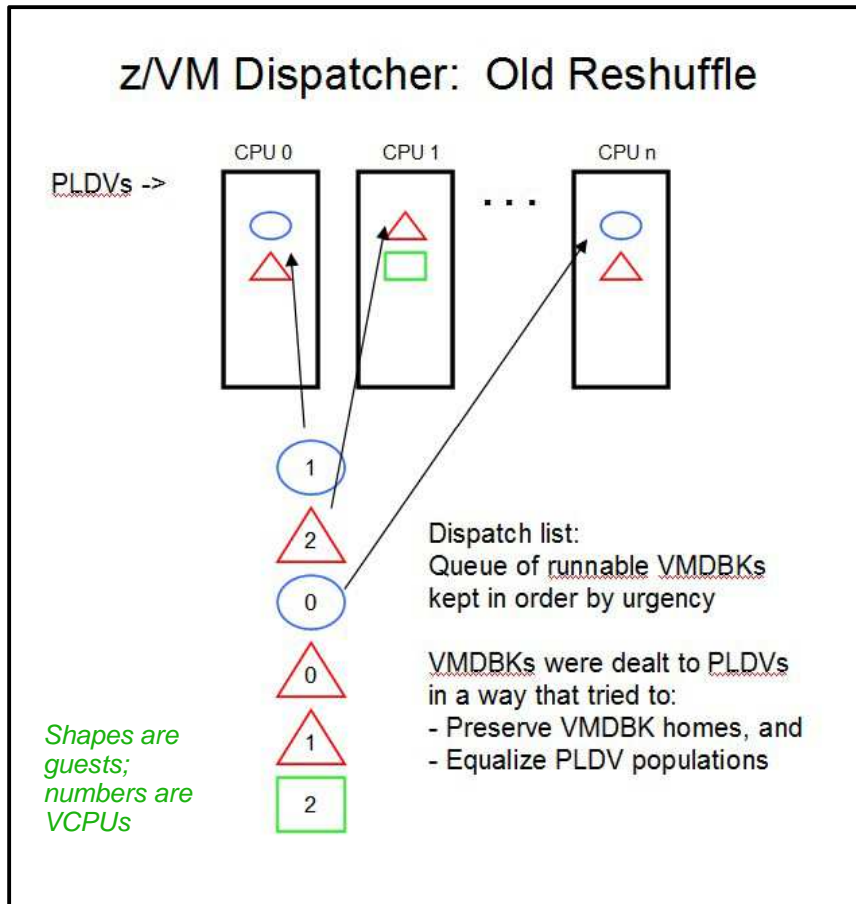 z/VM Dispatcher: Old Reshuffle
CPU 0
CPU 1
CPU n
PLDVs ->
. . .
1
2
0
0
1
2
Dispatch list:
Queue of runnable VMDBKs
kept in order by urgency
VMDBKs were dealt to PLDVs
in a way that tried to:
- Preserve VMDBK homes, and
- Equalize PLDV populations
Shapes are
guests;
numbers are
VCPUs